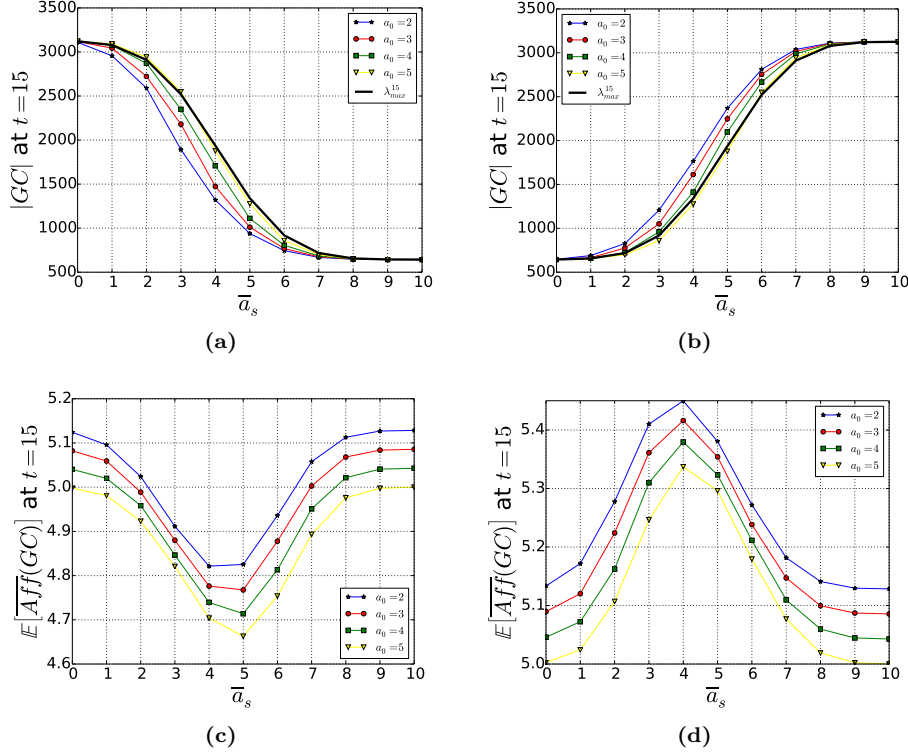 |GC| at t=15
3500
3000
2500
2000
1500
1000
500
0 1 2 3 4 5 6 7 8 9 10
a̅_s
a_0 = 2
a_0 = 3
a_0 = 4
a_0 = 5
λ_max^15
(a)
|GC| at t=15
3500
3000
2500
2000
1500
1000
500
0 1 2 3 4 5 6 7 8 9 10
a̅_s
a_0 = 2
a_0 = 3
a_0 = 4
a_0 = 5
λ_max^15
(b)
𝔼[A̅f̅f̅(GC)] at t=15
5.2
5.1
5.0
4.9
4.8
4.7
4.6
0 1 2 3 4 5 6 7 8 9 10
a̅_s
a_0 = 2
a_0 = 3
a_0 = 4
a_0 = 5
(c)
𝔼[A̅f̅f̅(GC)] at t=15
5.4
5.3
5.2
5.1
5.0
0 1 2 3 4 5 6 7 8 9 10
a̅_s
a_0 = 2
a_0 = 3
a_0 = 4
a_0 = 5
(d)